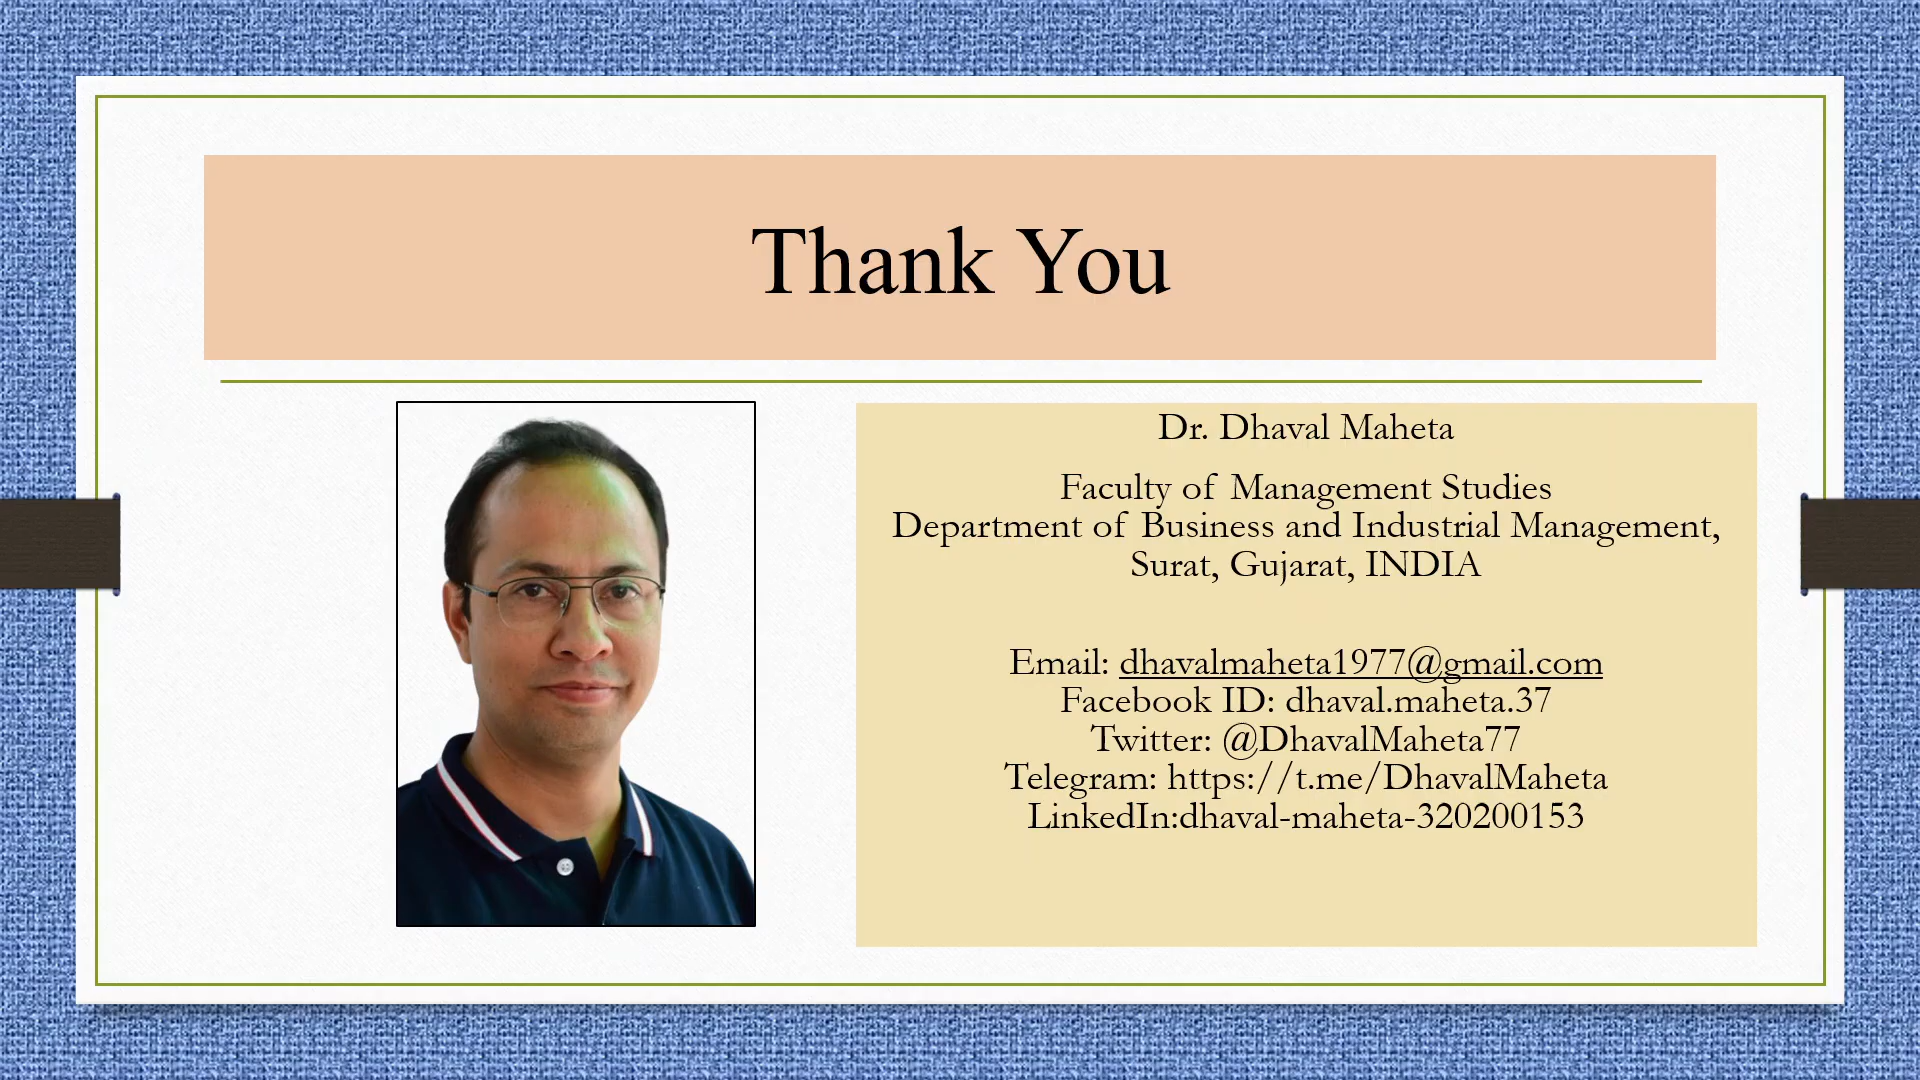 Thank You
Dr. Dhaval Maheta
Faculty of Management Studies
Department of Business and Industrial Management,
Surat, Gujarat, INDIA
Email: dhavalmaheta1977@gmail.com
Facebook ID: dhaval.maheta.37
Twitter: @DhavalMaheta77
Telegram: https://t.me/DhavalMaheta
LinkedIn:dhaval-maheta-320200153